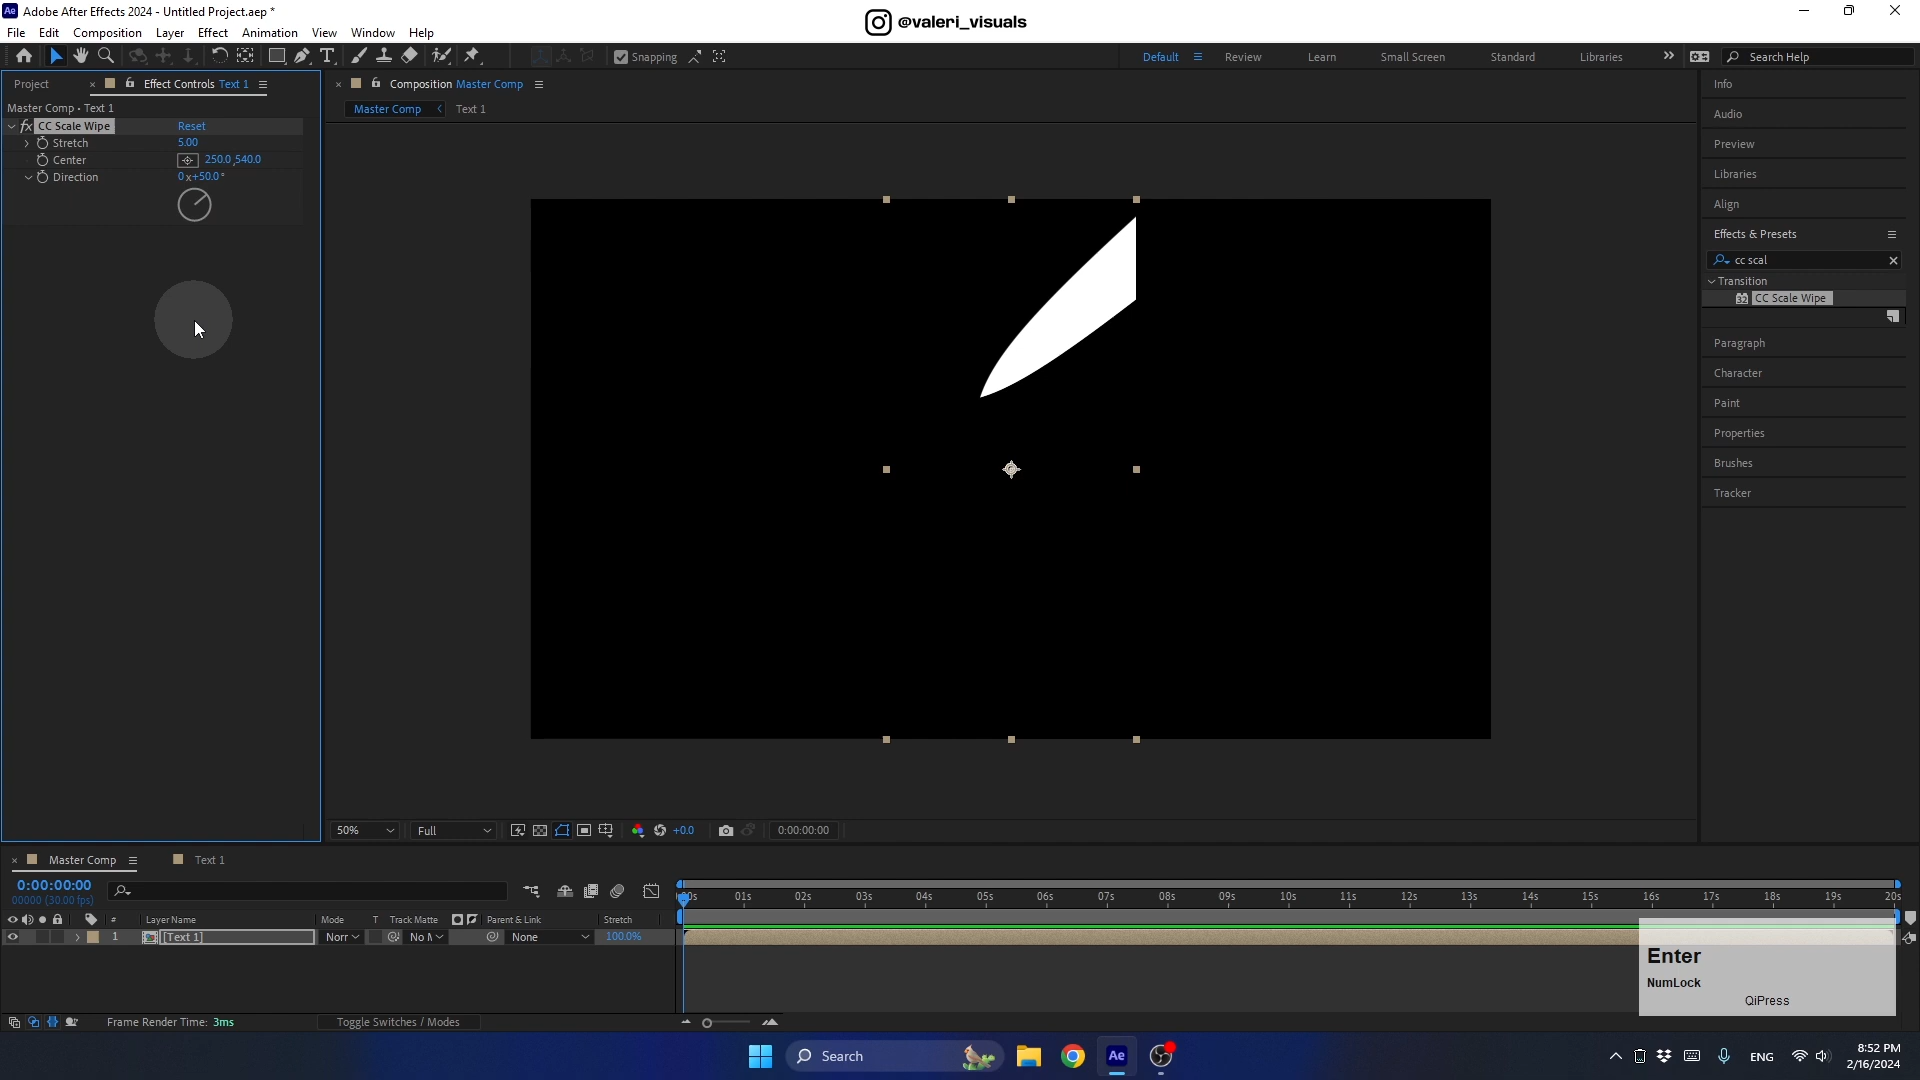 Adobe After Effects 2024 - Untitled Project.aep *
@valeri_visuals
File Edit Composition Layer Effect Animation View Window Help
Snapping
Default Review Learn Small Screen Standard Libraries
Search Help
Project
Effect Controls Text 1
Master Comp • Text 1
fx CC Scale Wipe Reset
Stretch 5.00
Center 250.0,540.0
Direction 0x+50.0°
Composition Master Comp
Master Comp Text 1
Info
Audio
Preview
Libraries
Align
Effects & Presets
cc scal
Transition
32 CC Scale Wipe
Paragraph
Character
Paint
Properties
Brushes
Tracker
50% Full +0.0 0:00:00:00
Master Comp Text 1
0:00:00:00
00000 (30.00 fps)
# Layer Name Mode T Track Matte Parent & Link Stretch
1 [Text 1] Norr No M None 100.0%
01s 02s 03s 04s 05s 06s 07s 08s 09s 10s 11s 12s 13s 14s 15s 16s 17s 18s 19s 20s
Enter
NumLock
QiPress
Frame Render Time: 3ms
Toggle Switches / Modes
Search
Ae
ENG
8:52 PM
2/16/2024